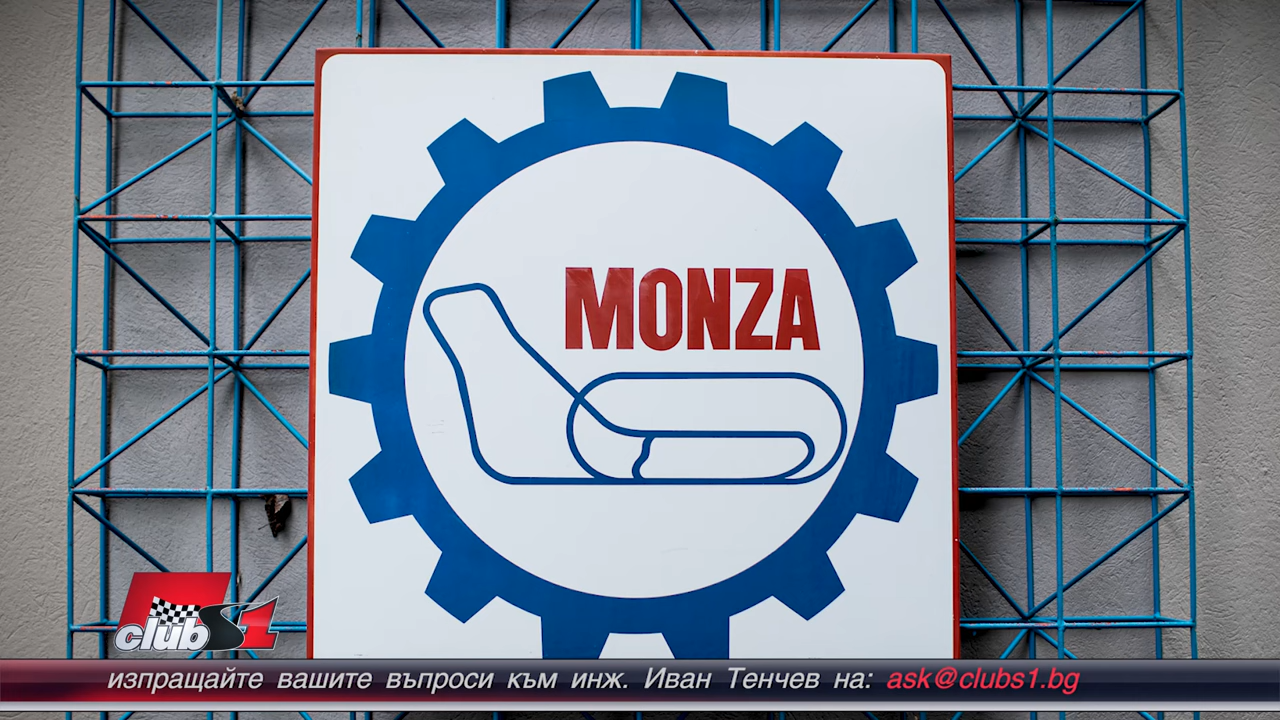 MONZA
club S1
изпращайте вашите въпроси към инж. Иван Тенчев на: ask@clubs1.bg